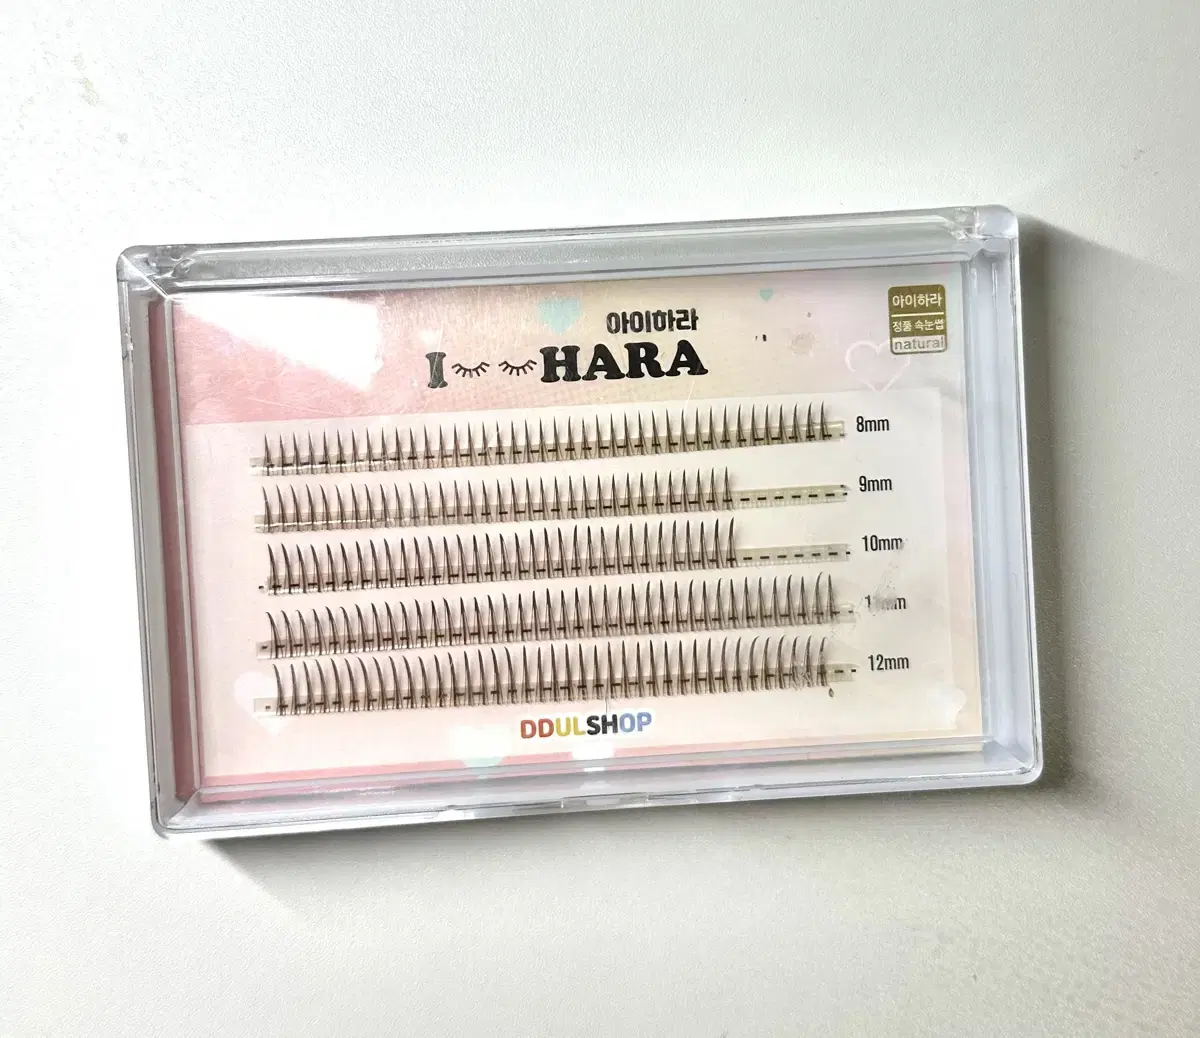 아이하라
I HARA
아이하라
정품 속눈썹
natural
8mm
9mm
10mm
12mm
DDULSHOP